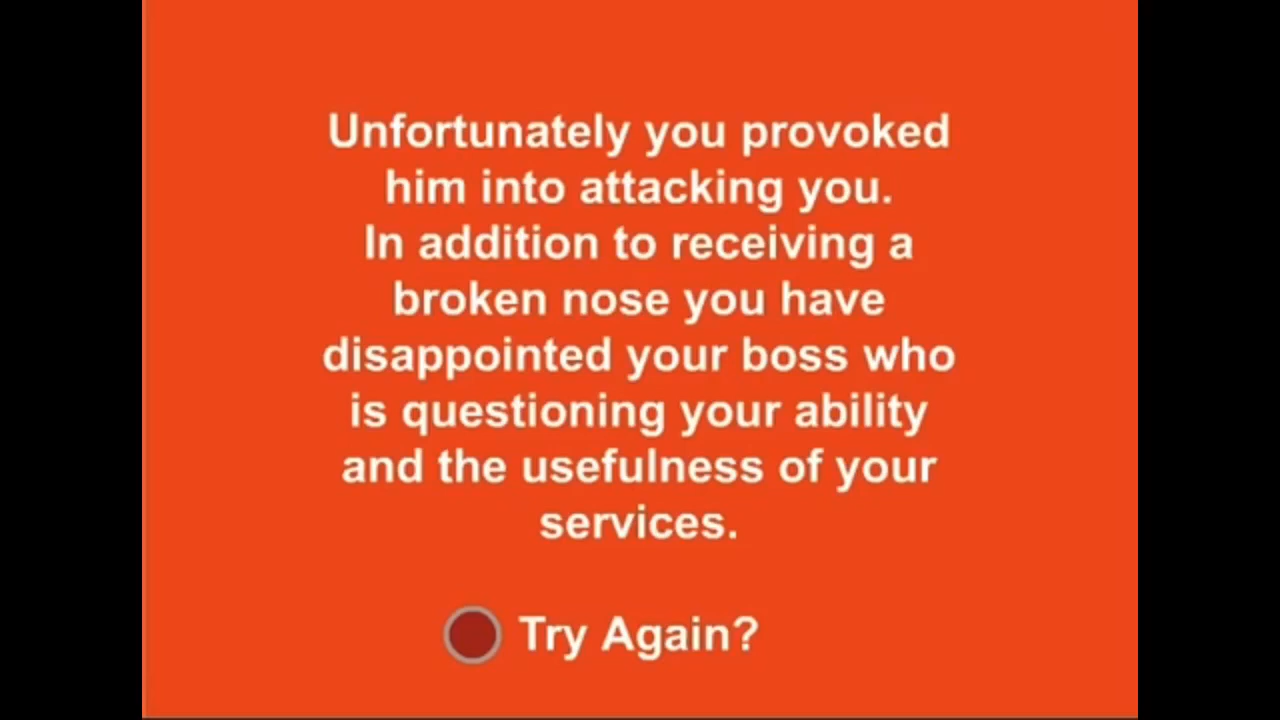 Unfortunately you provoked
him into attacking you.
In addition to receiving a
broken nose you have
disappointed your boss who
is questioning your ability
and the usefulness of your
services.
Try Again?